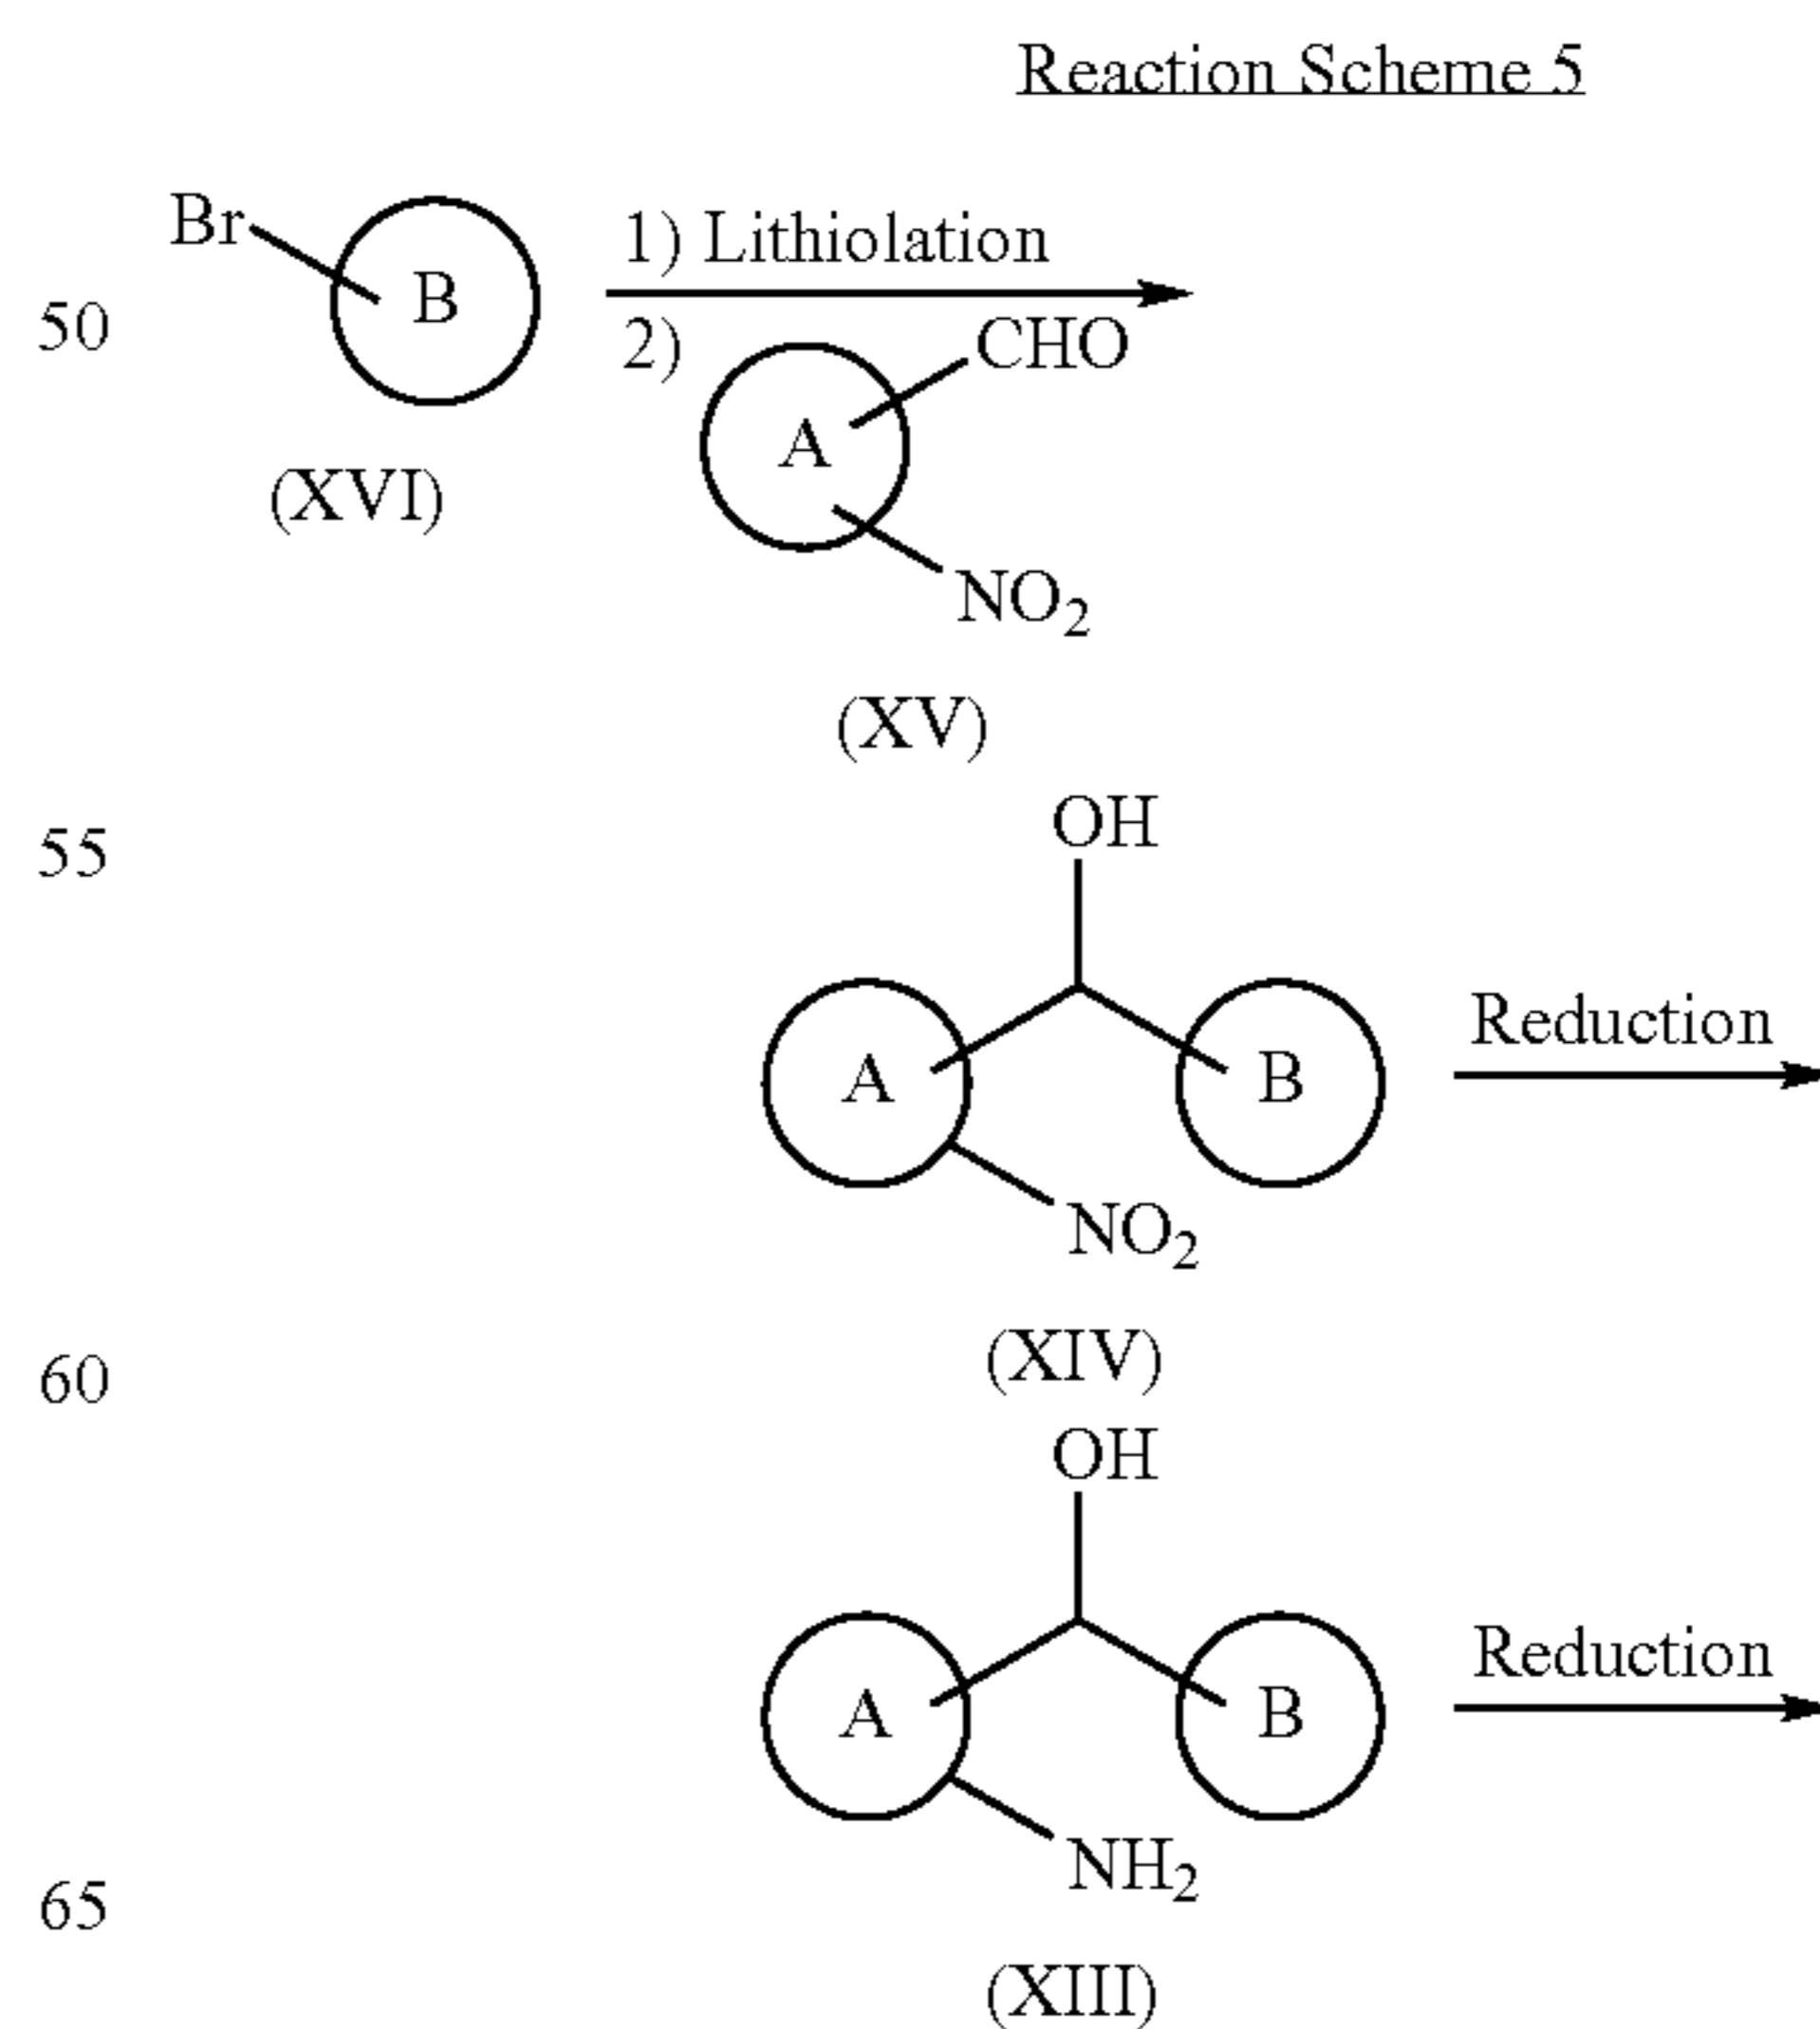 Reaction Scheme 5
Br
B
1) Lithiolation
2)
CHO
50
A
(XVI)
NO2
(XV)
OH
55
Reduction
A
B
NO2
60
(XIV)
OH
Reduction
A
B
NH2
65
(XIII)